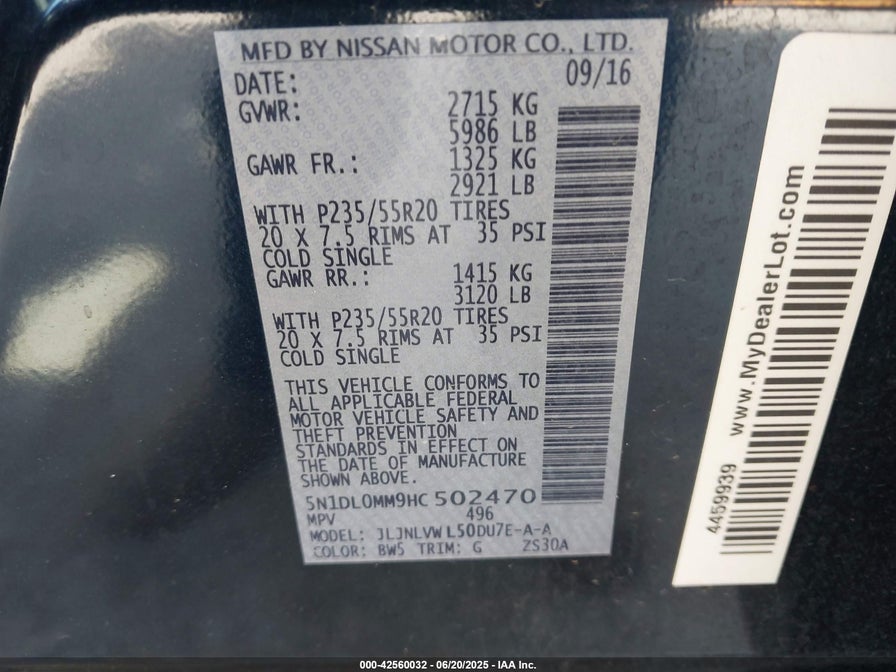 MFD BY NISSAN MOTOR CO., LTD.
DATE: 09/16
GVWR: 2715 KG
5986 LB
GAWR FR.: 1325 KG
2921 LB
WITH P235/55R20 TIRES
20 X 7.5 RIMS AT 35 PSI
COLD SINGLE
GAWR RR.: 1415 KG
3120 LB
WITH P235/55R20 TIRES
20 X 7.5 RIMS AT 35 PSI
COLD SINGLE
THIS VEHICLE CONFORMS TO
ALL APPLICABLE FEDERAL
MOTOR VEHICLE SAFETY AND
THEFT PREVENTION
STANDARDS IN EFFECT ON
THE DATE OF MANUFACTURE
SHOWN ABOVE.
5N1DL0MM9HC 502470
MPV 496
MODEL: JLJNLVW L50DU7E-A-A
COLOR: BW5 TRIM: G ZS30A
www.MyDealerLot.com
4459939
000-42560032 / 06/20/2025 - IAA Inc.